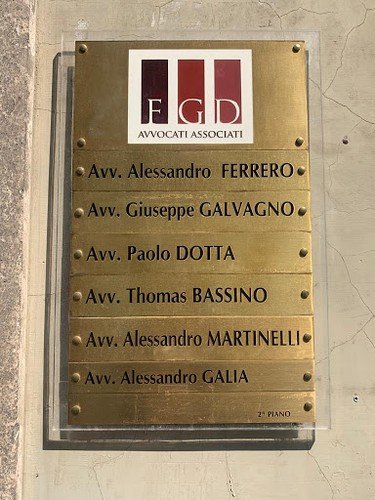 FGD
AVVOCATI ASSOCIATI
Avv. Alessandro FERRERO
Avv. Giuseppe GALVAGNO
Avv. Paolo DOTTA
Avv. Thomas BASSINO
Avv. Alessandro MARTINELLI
Avv. Alessandro GALIA
2° PIANO